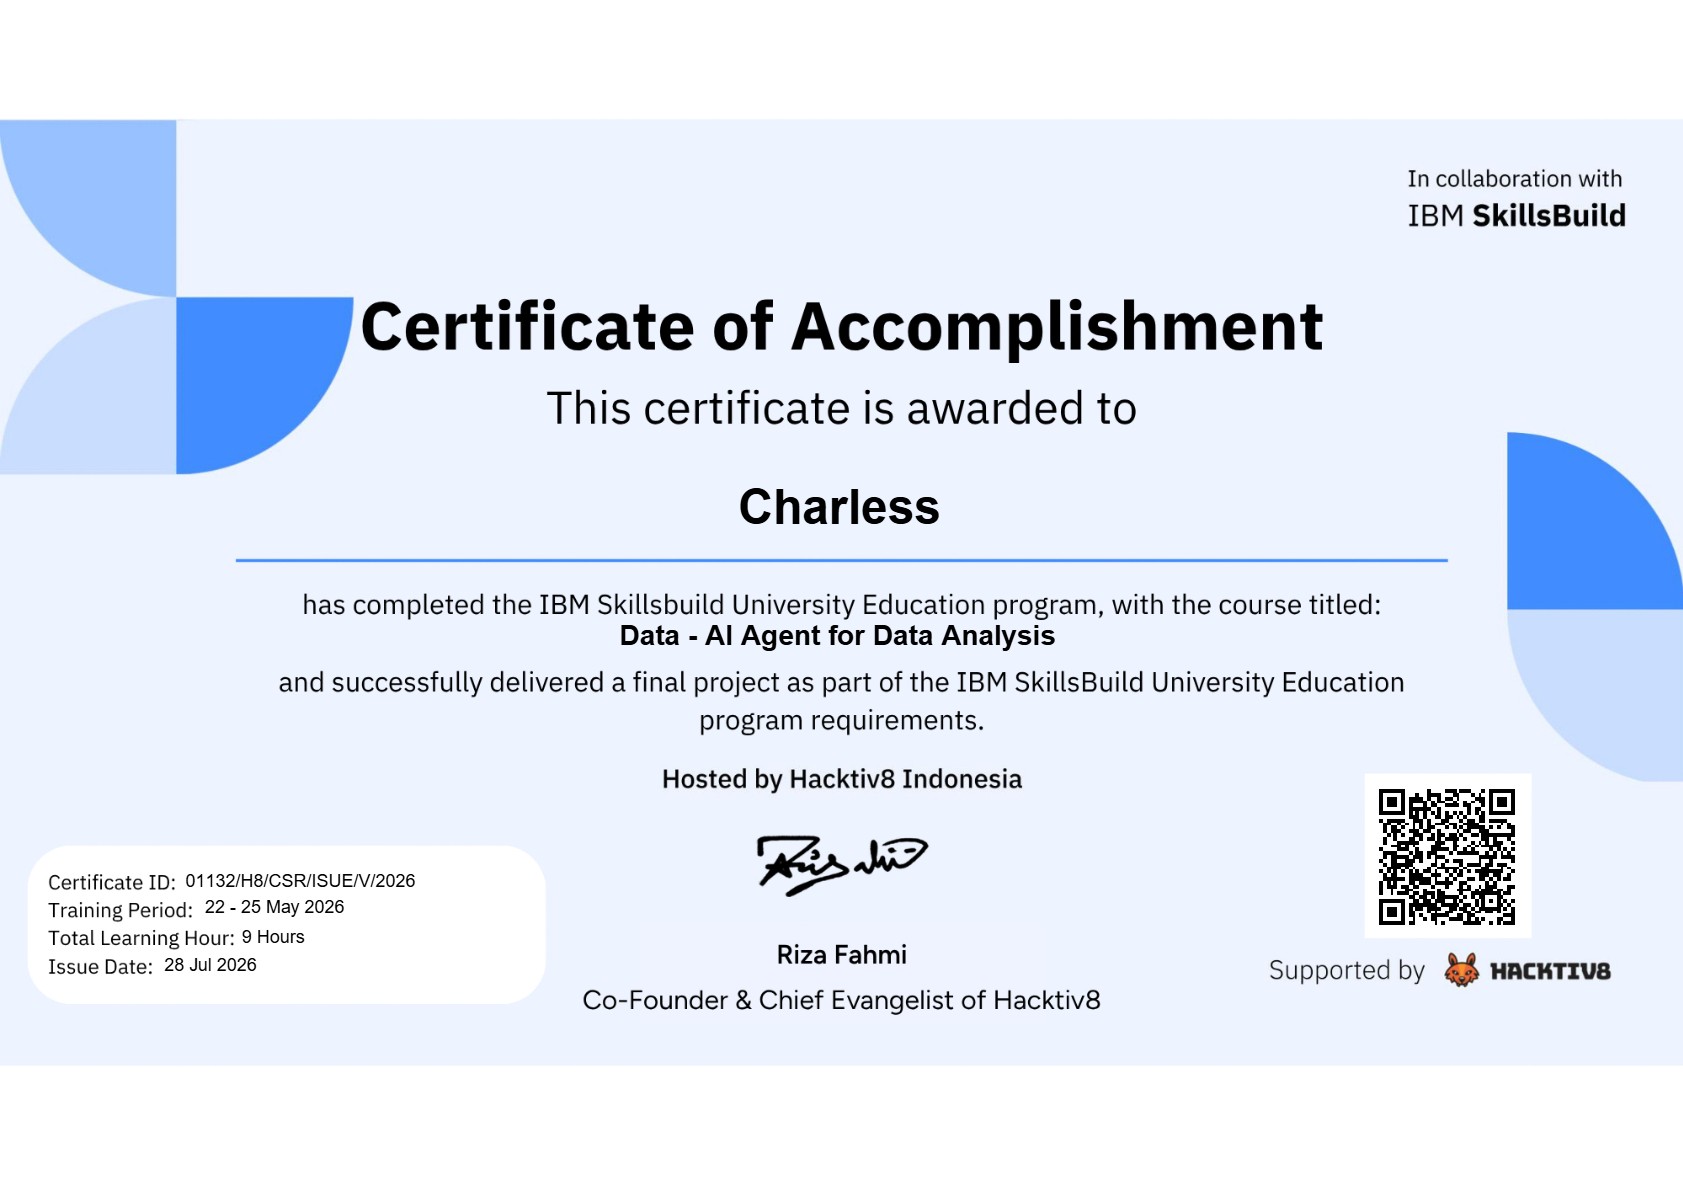 In collaboration with
IBM SkillsBuild
Certificate of Accomplishment
This certificate is awarded to
Charless
has completed the IBM Skillsbuild University Education program, with the course titled:
Data - AI Agent for Data Analysis
and successfully delivered a final project as part of the IBM SkillsBuild University Education
program requirements.
Hosted by Hacktiv8 Indonesia
Certificate ID: 01132/H8/CSR/ISUE/V/2026
Training Period: 22 - 25 May 2026
Total Learning Hour: 9 Hours
Issue Date: 28 Jul 2026
Riza Fahmi
Co-Founder & Chief Evangelist of Hacktiv8
Supported by HACKTIV8